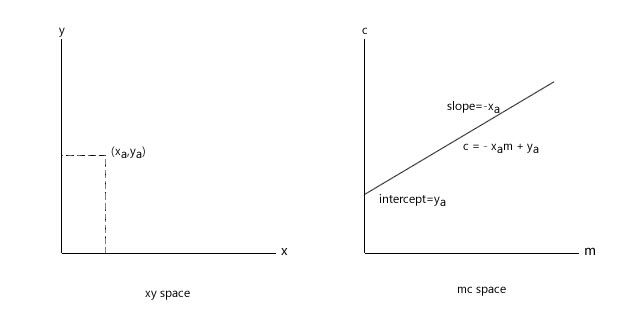 y
(xa,ya)
x
xy space
c
slope=-xa
c = - xam + ya
intercept=ya
m
mc space